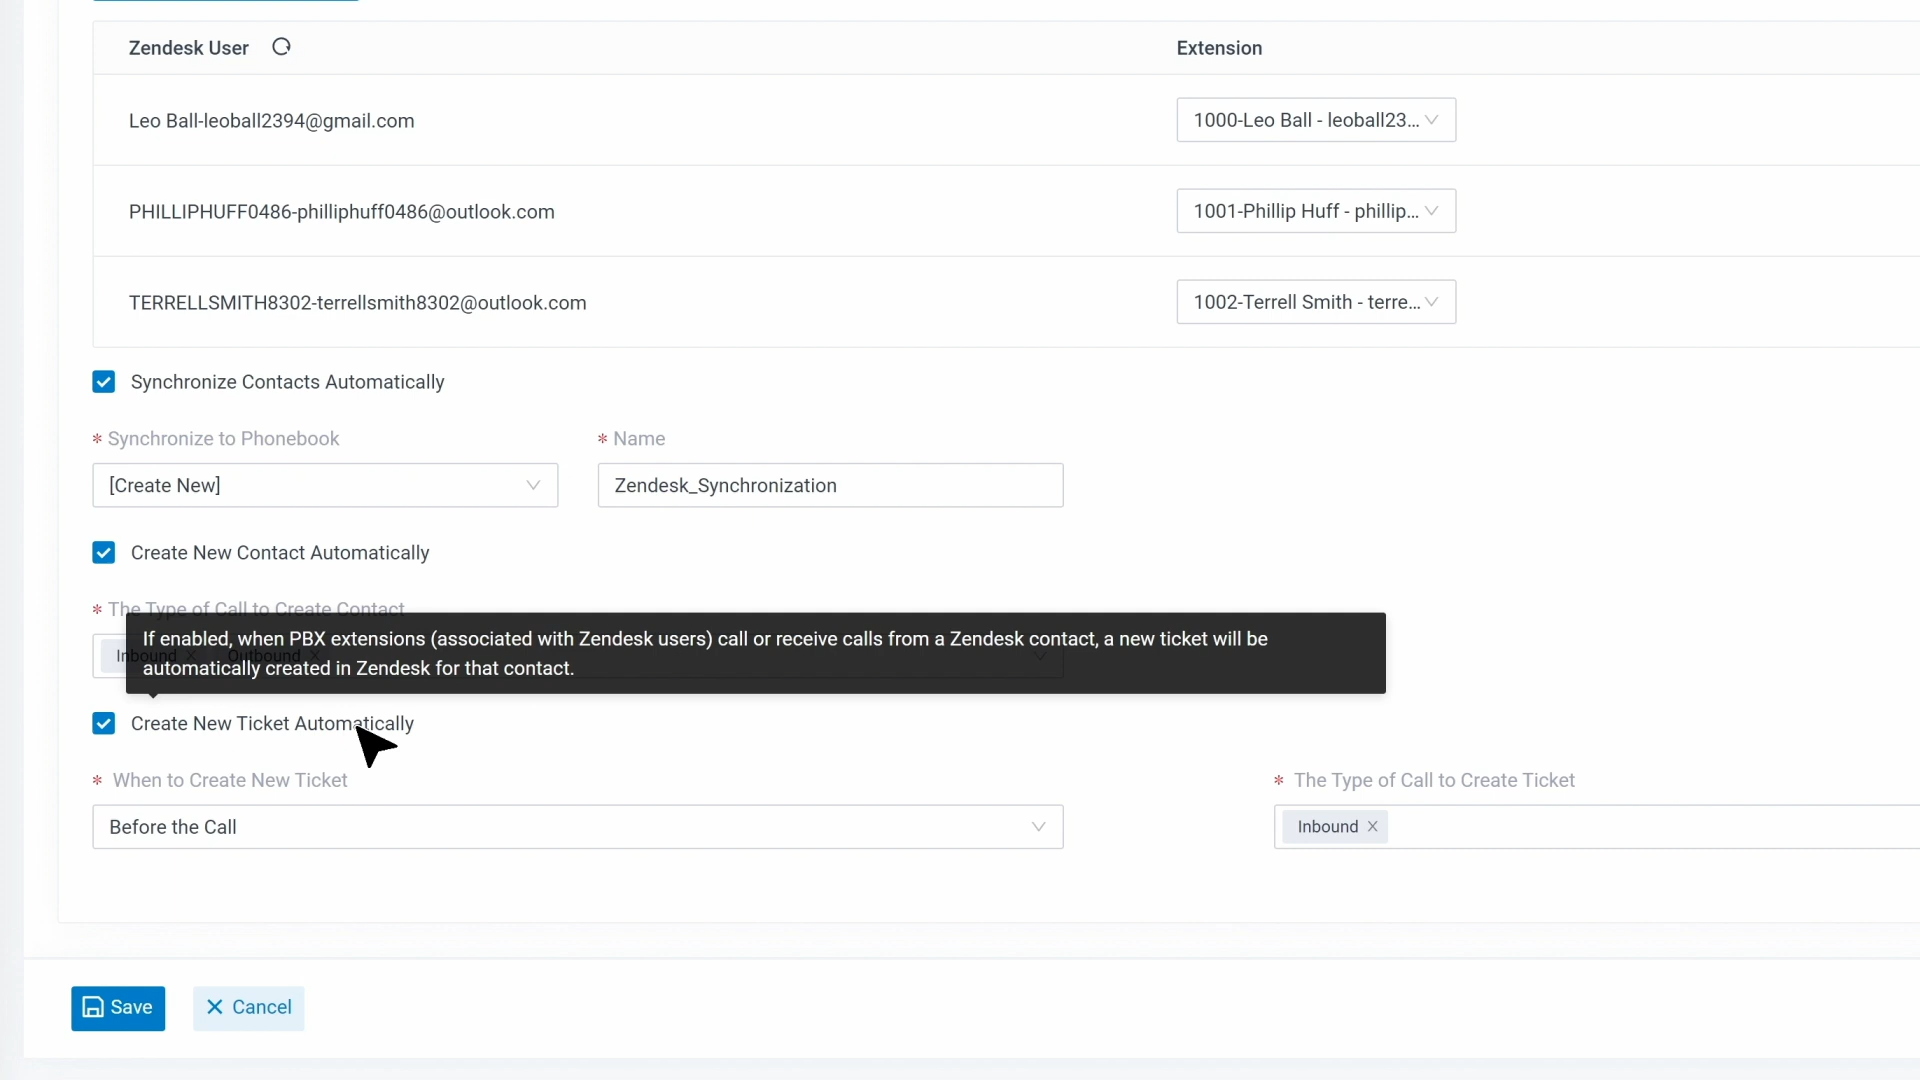 Zendesk User
Extension
Leo Ball-leoball2394@gmail.com
1000-Leo Ball - leoball23...
PHILLIPHUFF0486-philliphuff0486@outlook.com
1001-Phillip Huff - phillip...
TERRELLSMITH8302-terrellsmith8302@outlook.com
1002-Terrell Smith - terre...
Synchronize Contacts Automatically
* Synchronize to Phonebook
* Name
[Create New]
Zendesk_Synchronization
Create New Contact Automatically
* The Type of Call to Create Contact
If enabled, when PBX extensions (associated with Zendesk users) call or receive calls from a Zendesk contact, a new ticket will be
Inbound × Outbound ×
automatically created in Zendesk for that contact.
Create New Ticket Automatically
* When to Create New Ticket
* The Type of Call to Create Ticket
Before the Call
Inbound ×
Save
Cancel